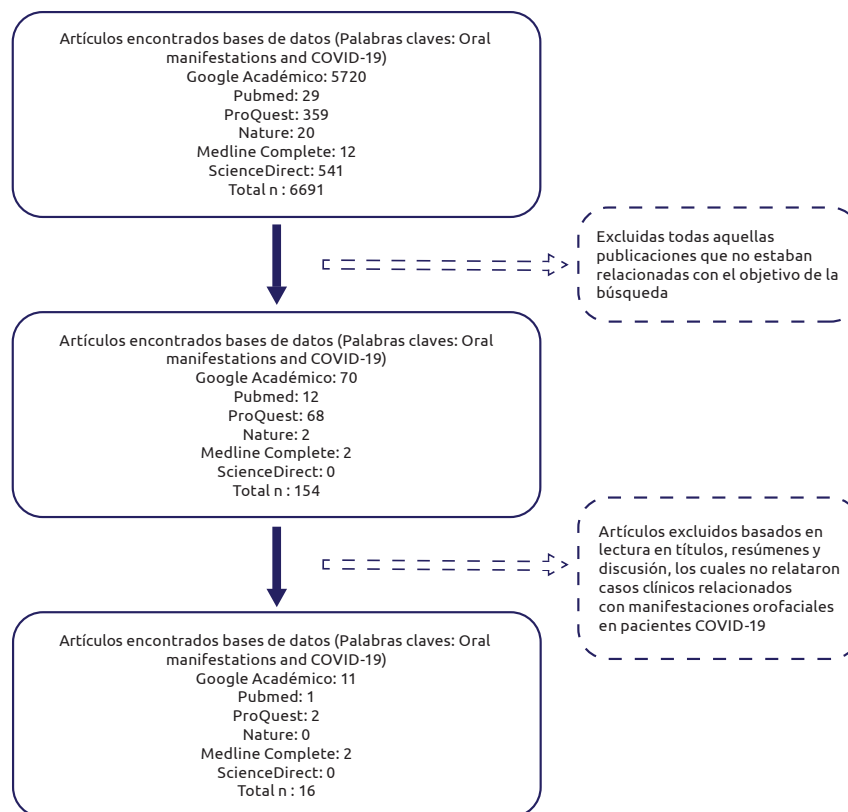 Artículos encontrados bases de datos (Palabras claves: Oral
manifestations and COVID-19)
Google Académico: 5720
Pubmed: 29
ProQuest: 359
Nature: 20
Medline Complete: 12
ScienceDirect: 541
Total n : 6691
Excluidas todas aquellas
publicaciones que no estaban
relacionadas con el objetivo de la
búsqueda
Artículos encontrados bases de datos (Palabras claves: Oral
manifestations and COVID-19)
Google Académico: 70
Pubmed: 12
ProQuest: 68
Nature: 2
Medline Complete: 2
ScienceDirect: 0
Total n : 154
Artículos excluidos basados en
lectura en títulos, resúmenes y
discusión, los cuales no relataron
casos clínicos relacionados
con manifestaciones orofaciales
en pacientes COVID-19
Artículos encontrados bases de datos (Palabras claves: Oral
manifestations and COVID-19)
Google Académico: 11
Pubmed: 1
ProQuest: 2
Nature: 0
Medline Complete: 2
ScienceDirect: 0
Total n : 16